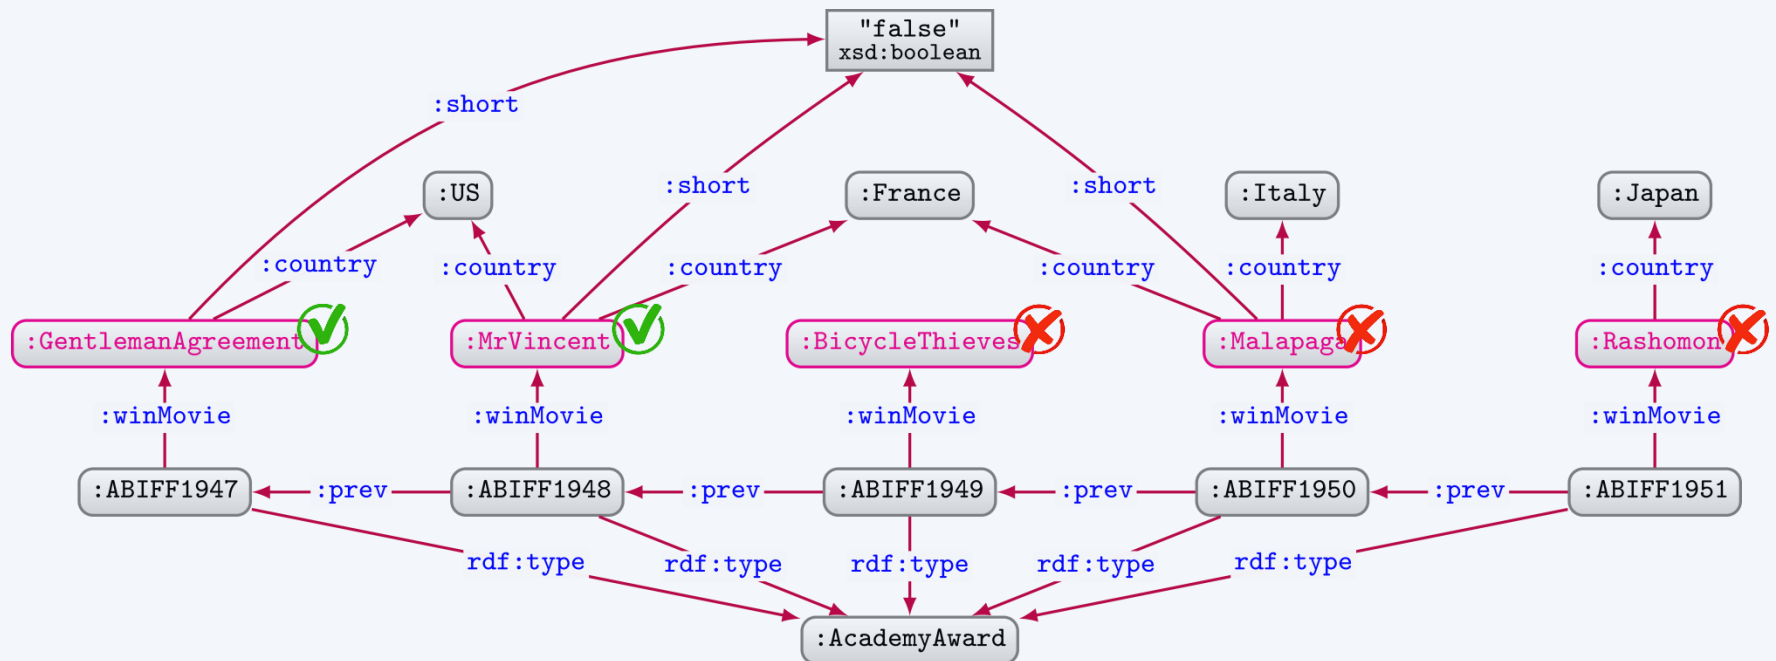 "false"
xsd:boolean
:short
:short
:short
:US
:France
:Italy
:Japan
:country
:country
:country
:country
:country
:country
:GentlemanAgreement
:MrVincent
:BicycleThieves
:Malapaga
:Rashomon
:winMovie
:winMovie
:winMovie
:winMovie
:winMovie
:ABIFF1947
:prev
:ABIFF1948
:prev
:ABIFF1949
:prev
:ABIFF1950
:prev
:ABIFF1951
rdf:type
rdf:type
rdf:type
rdf:type
rdf:type
:AcademyAward